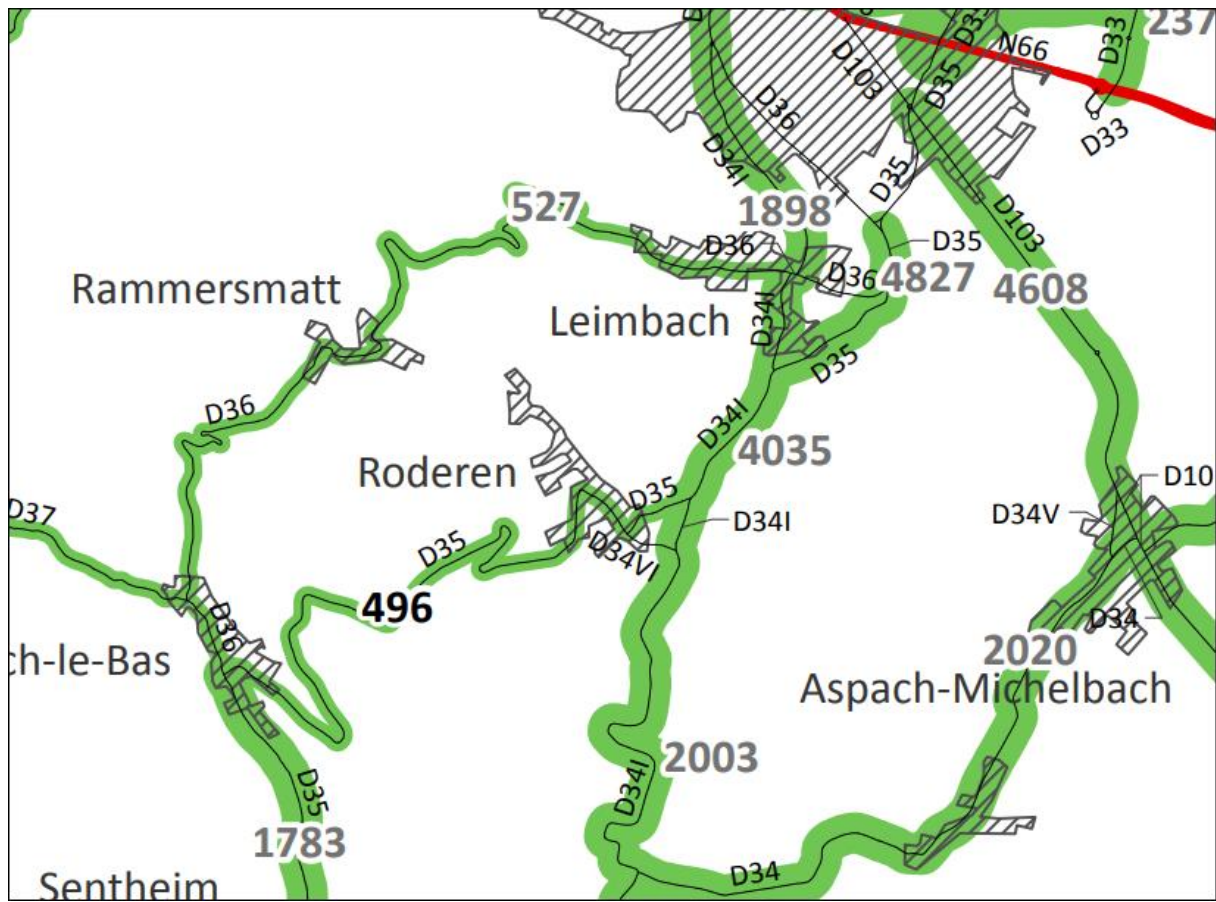 237
D33
N66
D103
D35
D36
D33
D34I
D35
527
1898
D103
D36
D35
D36
4827
4608
Rammersmatt
Leimbach
D34I
D35
D36
D34I
4035
Roderen
D35
D10
D34V
D34I
D37
D35
D34VI
496
D36
D34
2020
ch-le-Bas
Aspach-Michelbach
2003
D34I
D35
1783
D34
Sentheim